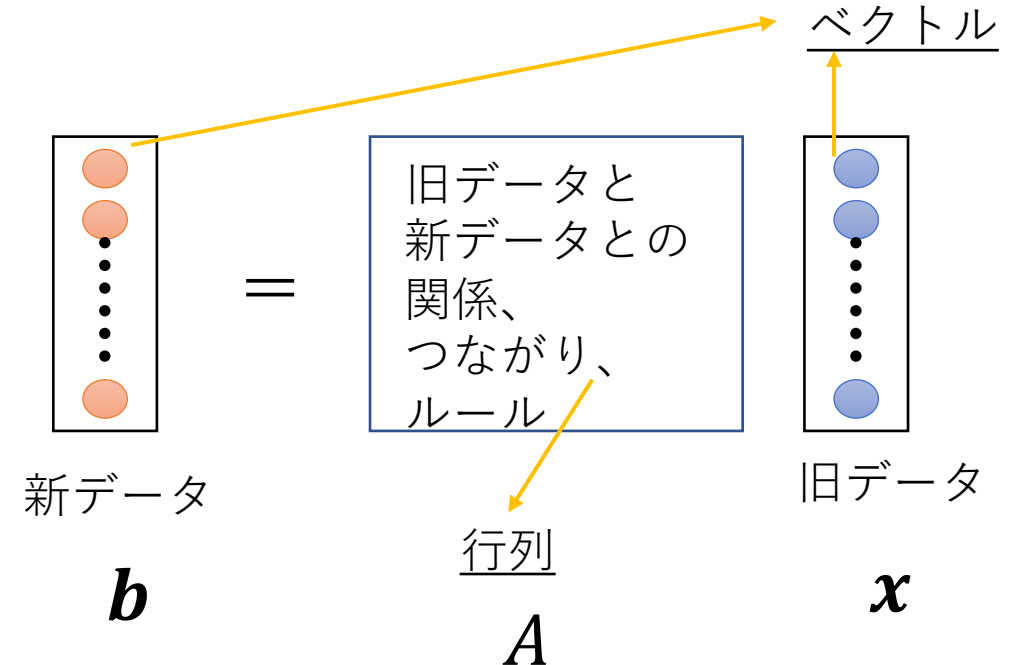 ベクトル
旧データと
新データとの
関係、
つながり、
ルール
=
新データ
旧データ
行列
b
A
x